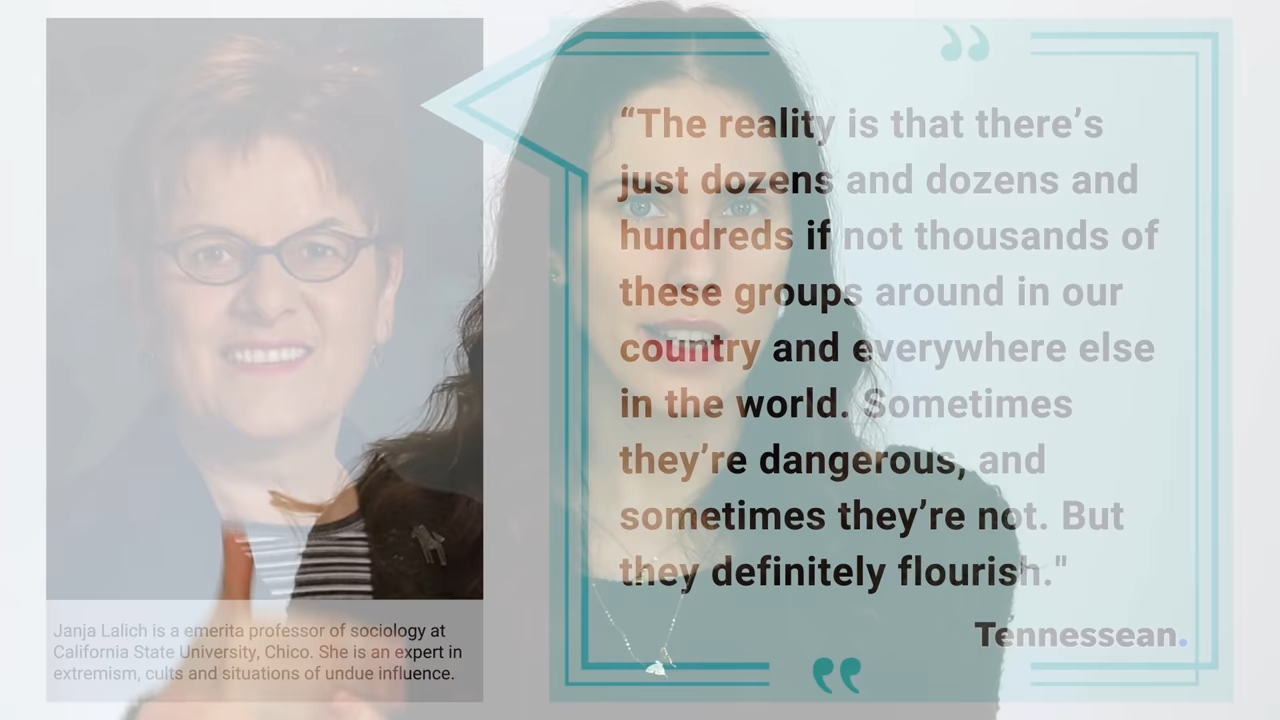 “The reality is that there’s
just dozens and dozens and
hundreds if not thousands of
these groups around in our
country and everywhere else
in the world. Sometimes
they’re dangerous, and
sometimes they’re not. But
they definitely flourish."
Tennessean.
Janja Lalich is a emerita professor of sociology at
California State University, Chico. She is an expert in
extremism, cults and situations of undue influence.